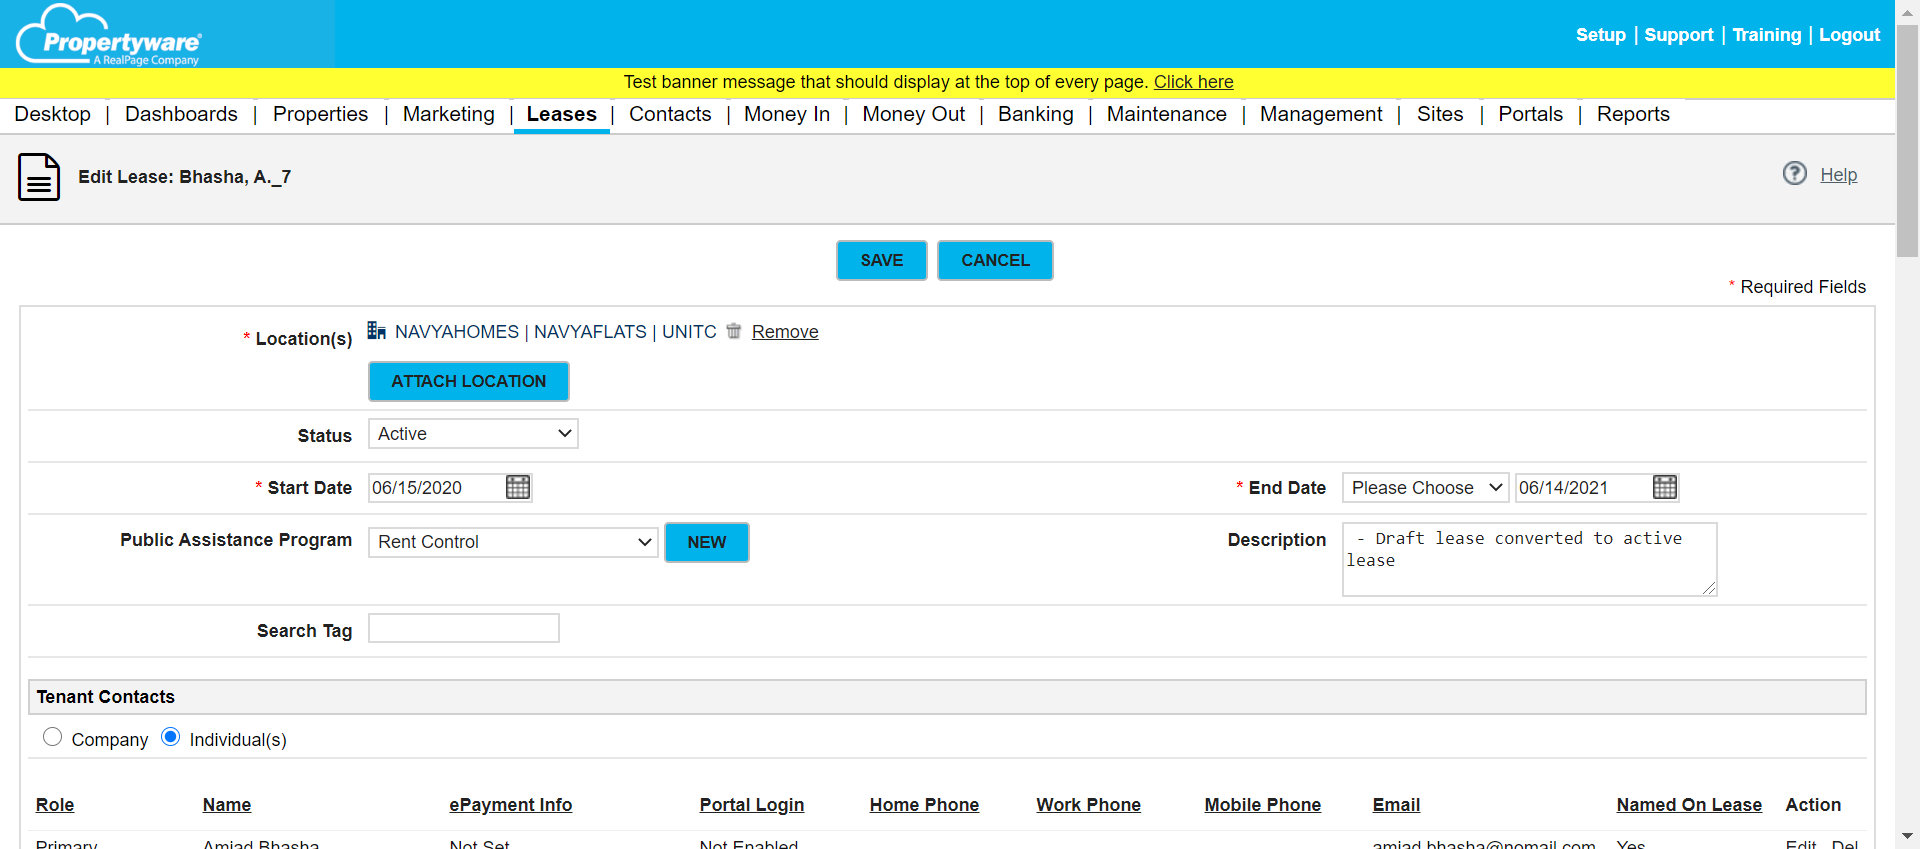 Propertyware
A RealPage Company
Setup | Support | Training | Logout
Test banner message that should display at the top of every page. Click here
Desktop | Dashboards | Properties | Marketing | Leases | Contacts | Money In | Money Out | Banking | Maintenance | Management | Sites | Portals | Reports
Edit Lease: Bhasha, A._7
? Help
SAVE CANCEL
* Required Fields
* Location(s) NAVYAHOMES | NAVYAFLATS | UNITC Remove
ATTACH LOCATION
Status Active
* Start Date 06/15/2020 * End Date Please Choose 06/14/2021
Public Assistance Program Rent Control NEW Description - Draft lease converted to active
lease
Search Tag
Tenant Contacts
Company Individual(s)
Role Name ePayment Info Portal Login Home Phone Work Phone Mobile Phone Email Named On Lease Action
Primary Amjad Bhasha Not Set Not Enabled amjad.bhasha@nomail.com Yes Edit Del